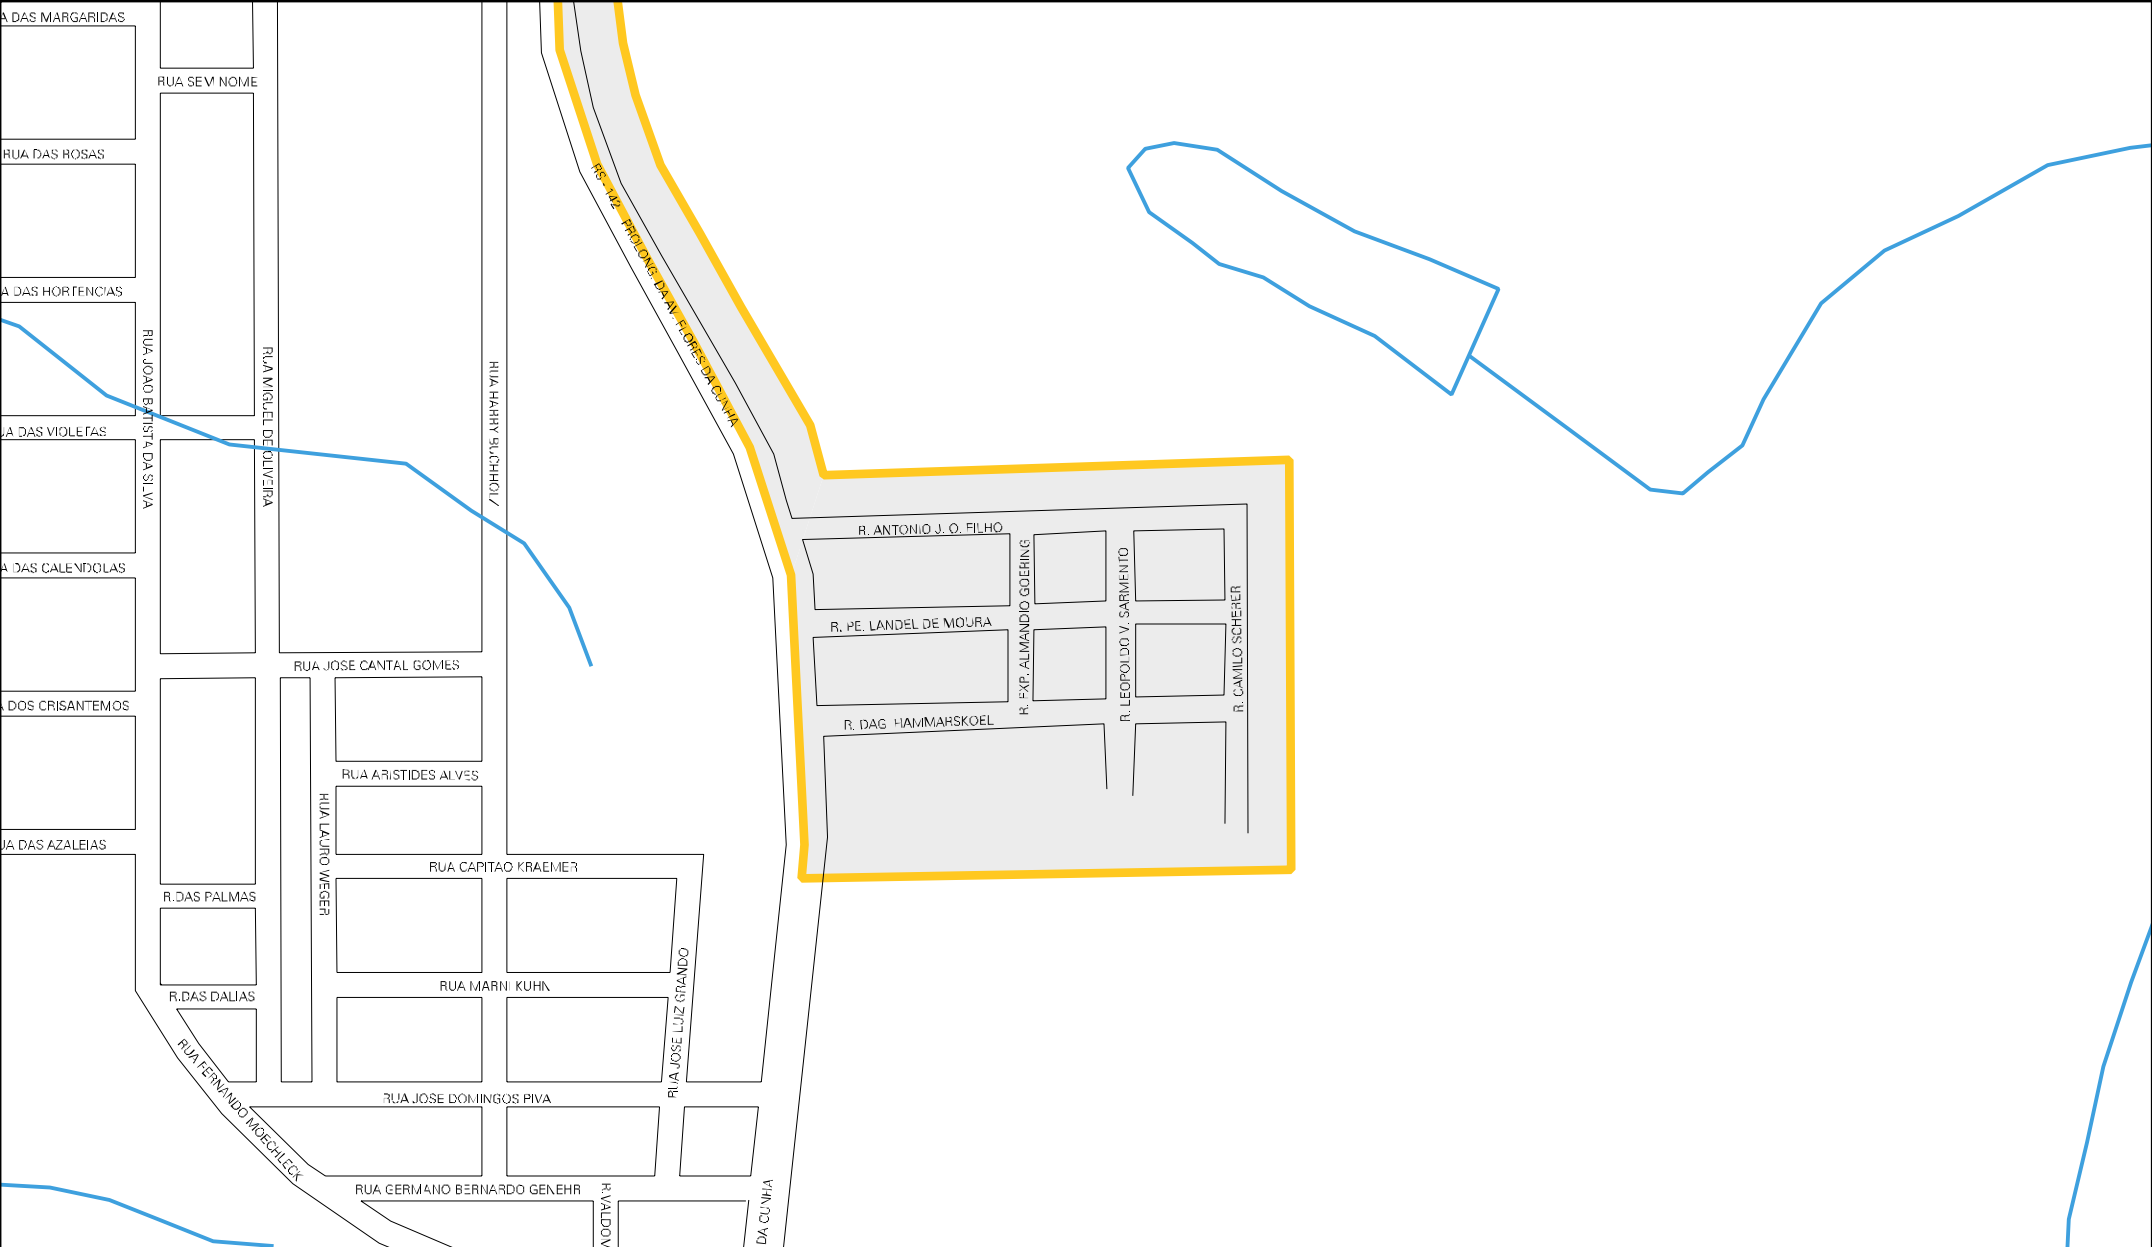 A DAS MARGARIDAS
RUA SEM NOME
RUA DAS ROSAS
RS - 142 PROLONG. DA AV. FLORES DA CUNHA
A DAS HORTENCIAS
RUA JOAO BATISTA DA SILVA
RUA MIGUEL DE OLIVEIRA
RUA HARRY BUCHHOLZ
UA DAS VIOLETAS
R. ANTONIO J. O. FILHO
R. EXP. ALMANDIO GOERING
R. LEOPOLDO V. SARMENTO
R. CAMILO SCHERER
A DAS CALENDOLAS
R. PE. LANDEL DE MOURA
RUA JOSE CANTAL GOMES
A DOS CRISANTEMOS
R. DAG HAMMARSKOEL
RUA ARISTIDES ALVES
RUA LAURO WEGER
UA DAS AZALEIAS
RUA CAPITAO KRAEMER
R.DAS PALMAS
RUA JOSE LUIZ GRANDO
RUA MARNI KUHN
R.DAS DALIAS
RUA FERNANDO MOECHLECK
RUA JOSE DOMINGOS PIVA
RUA GERMANO BERNARDO GENEHR
R.VALDOM
DA CUNHA